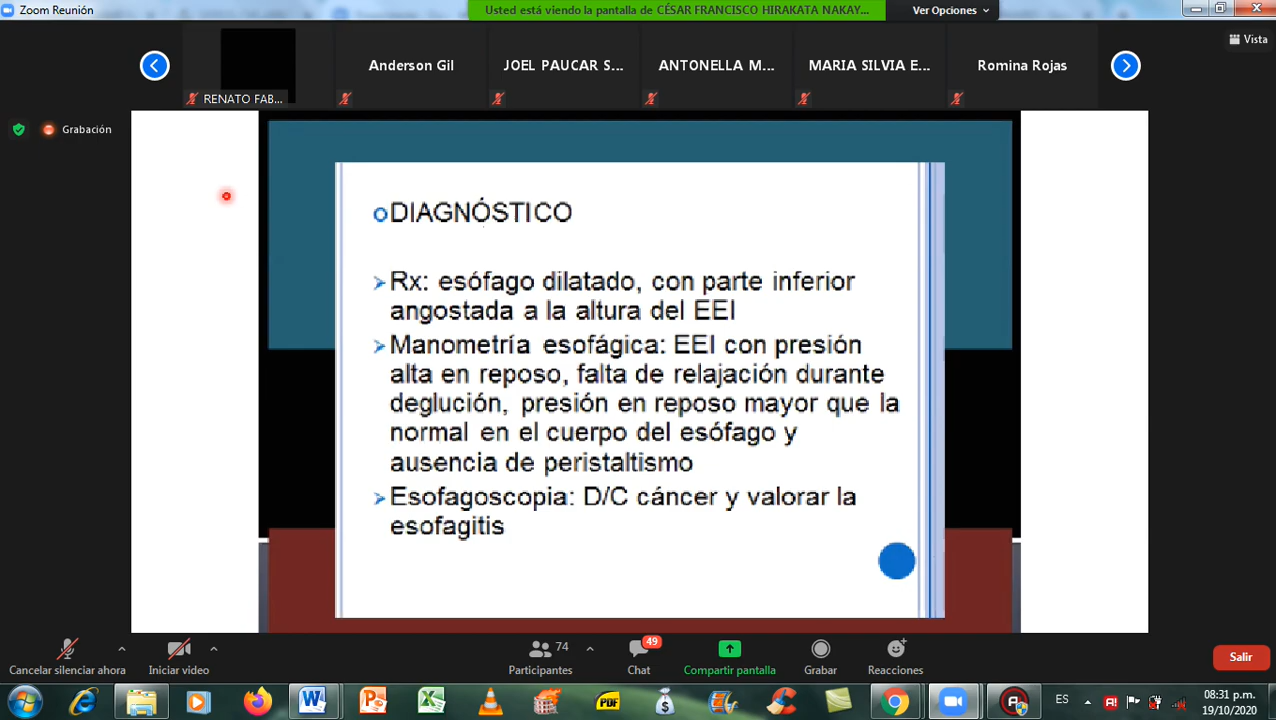 Zoom Reunión
Usted está viendo la pantalla de CÉSAR FRANCISCO HIRAKATA NAKAY...
Ver Opciones
Vista
RENATO FAB...
Anderson Gil
JOEL PAUCAR S...
ANTONELLA M...
MARIA SILVIA E...
Romina Rojas
Grabación
DIAGNÓSTICO
Rx: esófago dilatado, con parte inferior
angostada a la altura del EEI
Manometría esofágica: EEI con presión
alta en reposo, falta de relajación durante
deglución, presión en reposo mayor que la
normal en el cuerpo del esófago y
ausencia de peristaltismo
Esofagoscopia: D/C cáncer y valorar la
esofagitis
Cancelar silenciar ahora
Iniciar video
74
Participantes
49
Chat
Compartir pantalla
Grabar
Reacciones
Salir
PDF
ES
08:31 p.m.
19/10/2020